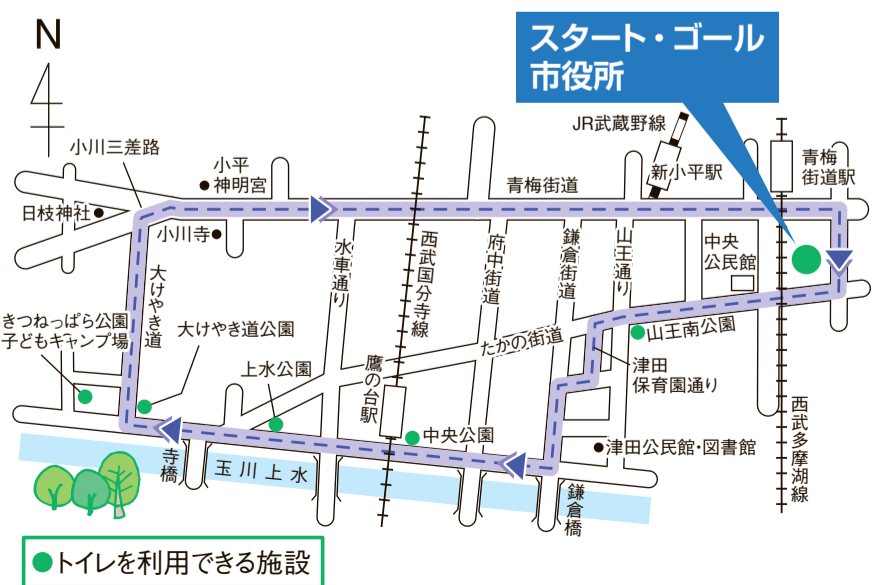 N
スタート・ゴール
市役所
JR武蔵野線
新小平駅
青梅
街道駅
小川三差路
小平
神明宮
青梅街道
日枝神社
小川寺
大けやき道
水車通り
西武国分寺線
府中街道
鎌倉街道
山王通り
中央
公民館
きつねっぱら公園
子どもキャンプ場
大けやき道公園
上水公園
鷹の台駅
たかの街道
山王南公園
津田
保育園通り
中央公園
津田公民館・図書館
西武多摩湖線
寺橋
玉川上水
鎌倉橋
トイレを利用できる施設